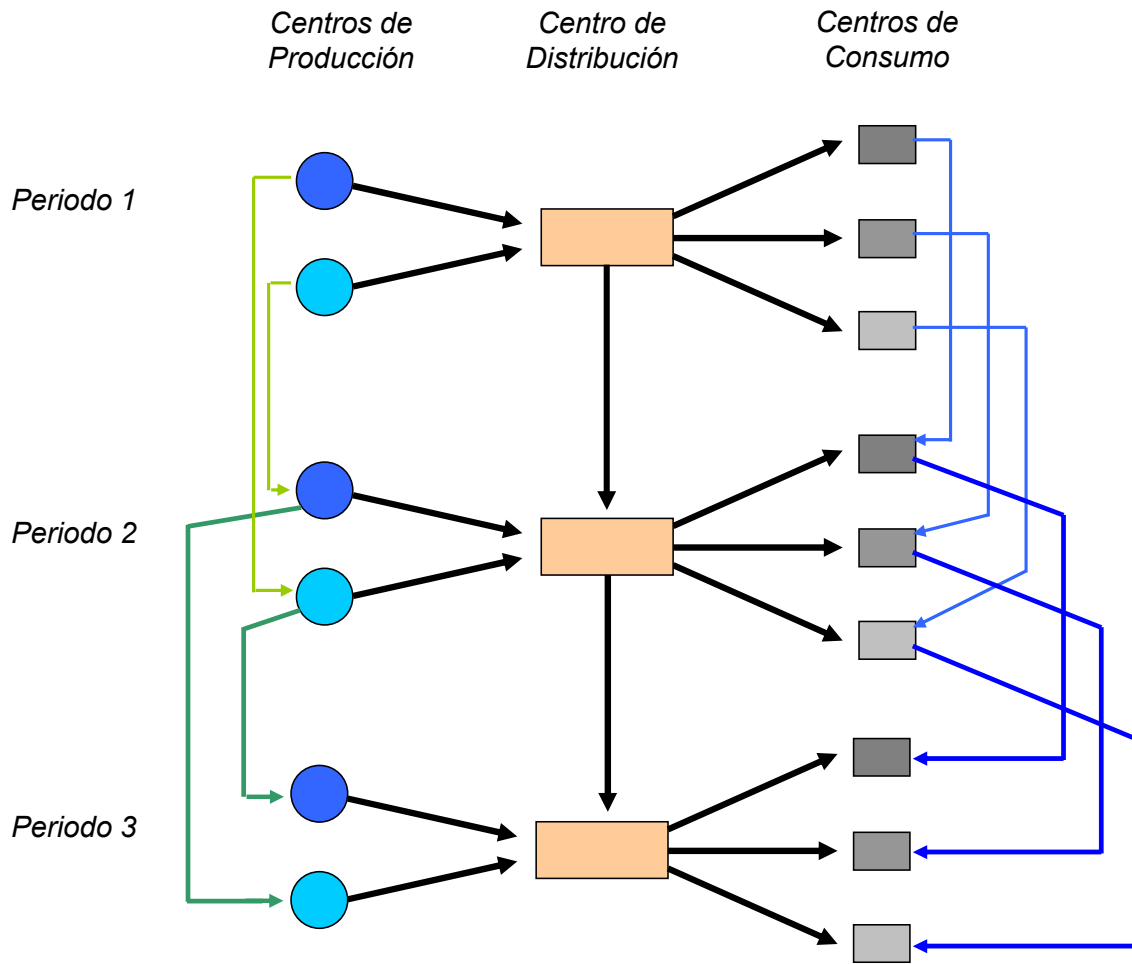 Centros de
Producción
Centro de
Distribución
Centros de
Consumo
Periodo 1
Periodo 2
Periodo 3